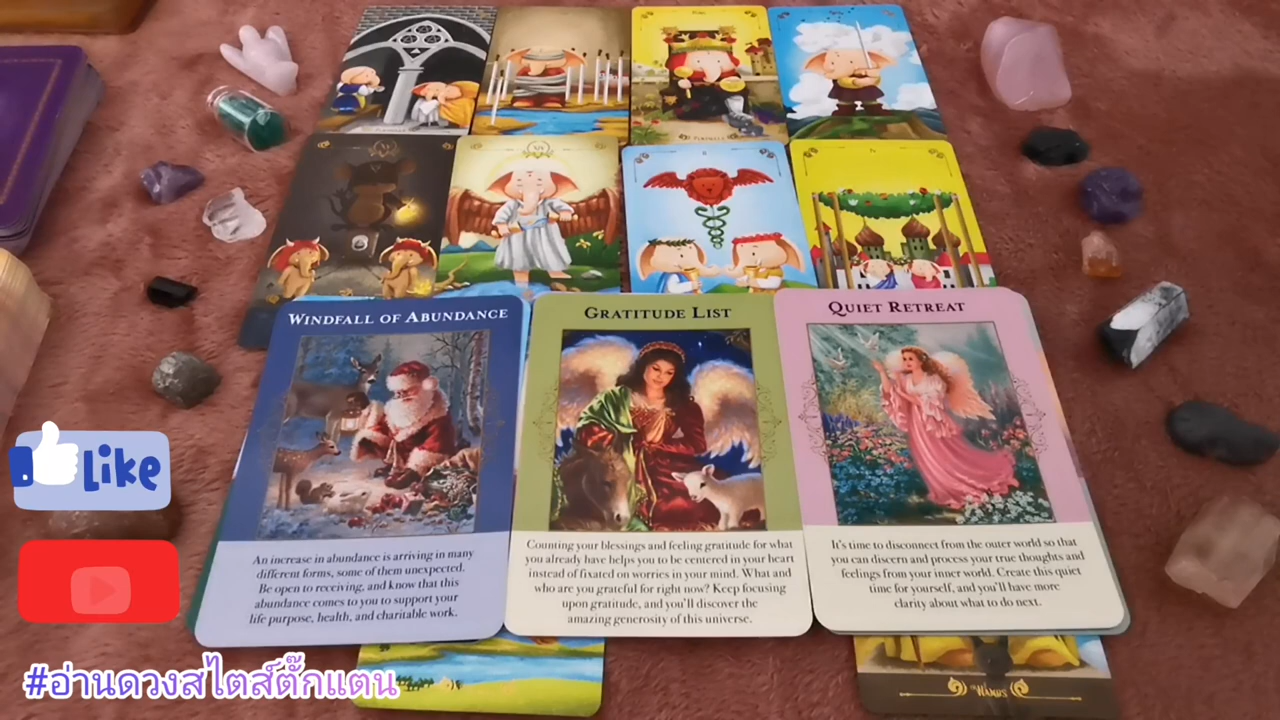 WINDFALL OF ABUNDANCE
An increase in abundance is arriving in many
different forms, some of them unexpected.
Be open to receiving, and know that this
abundance comes to you to support your
life purpose, health, and charitable work.
GRATITUDE LIST
Counting your blessings and feeling gratitude for what
you already have helps you to be centered in your heart
instead of fixated on worries in your mind. What and
who are you grateful for right now? Keep focusing
upon gratitude, and you'll discover the
amazing generosity of this universe.
QUIET RETREAT
It's time to disconnect from the outer world so that
you can discern and process your true thoughts and
feelings from your inner world. Create this quiet
time for yourself, and you'll have more
clarity about what to do next.
Like
#อ่านดวงสไตส์ตั๊กแตน